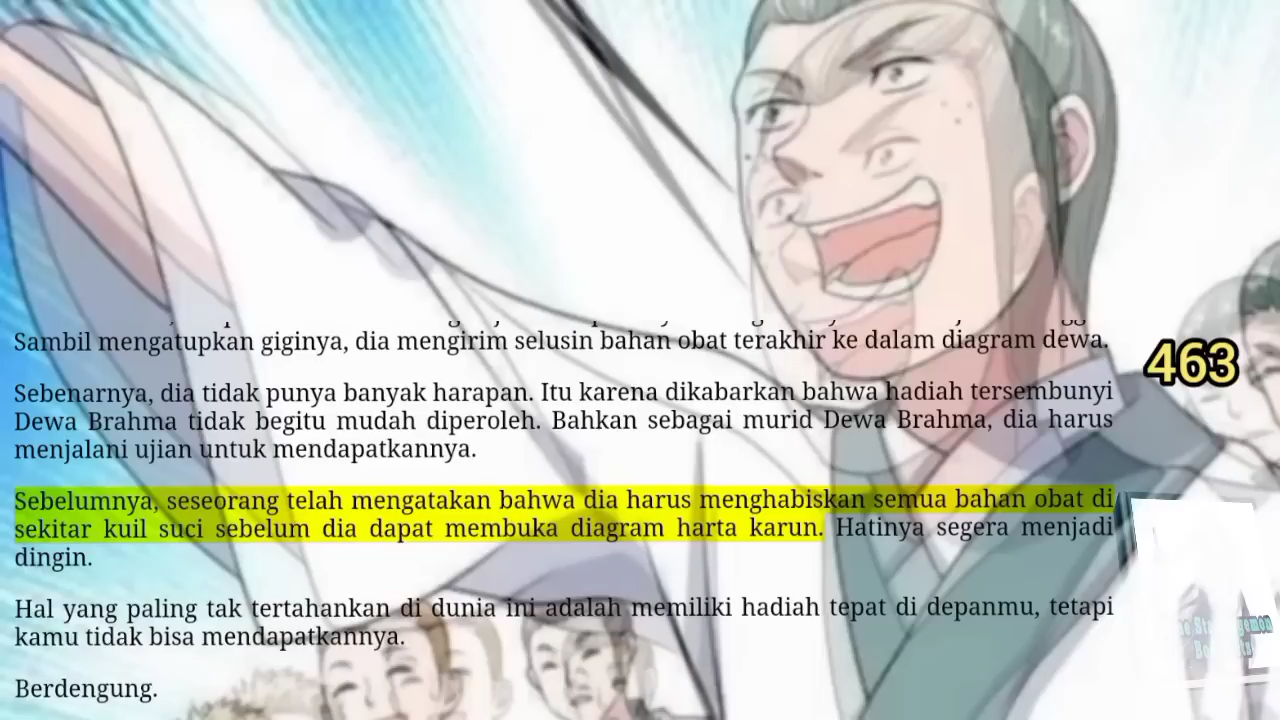 Sambil mengatupkan giginya, dia mengirim selusin bahan obat terakhir ke dalam diagram dewa.
463
Sebenarnya, dia tidak punya banyak harapan. Itu karena dikabarkan bahwa hadiah tersembunyi
Dewa Brahma tidak begitu mudah diperoleh. Bahkan sebagai murid Dewa Brahma, dia harus
menjalani ujian untuk mendapatkannya.
Sebelumnya, seseorang telah mengatakan bahwa dia harus menghabiskan semua bahan obat di
sekitar kuil suci sebelum dia dapat membuka diagram harta karun. Hatinya segera menjadi
dingin.
Hal yang paling tak tertahankan di dunia ini adalah memiliki hadiah tepat di depanmu, tetapi
kamu tidak bisa mendapatkannya.
Berdengung.